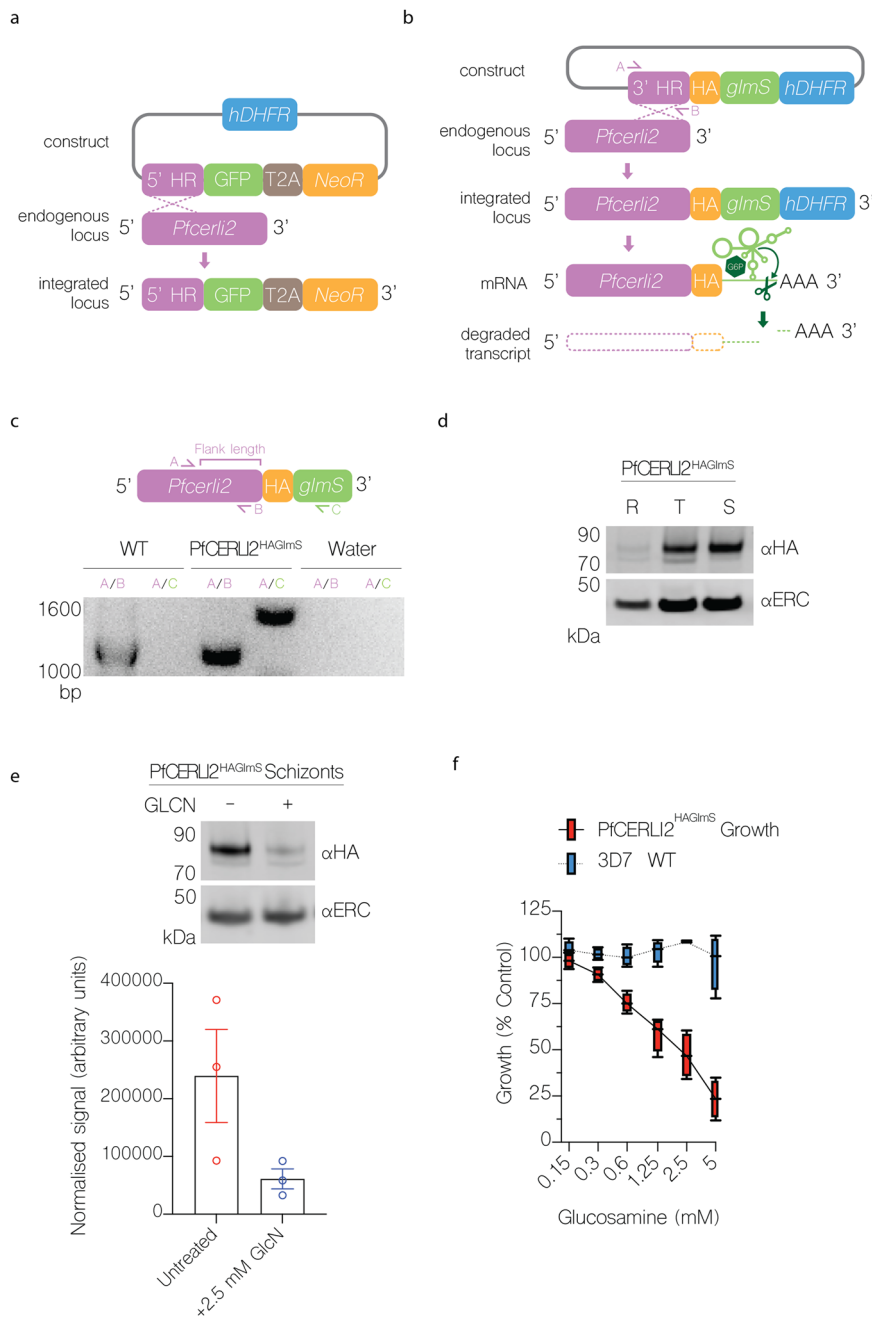 a
hDHFR
construct
5' HR GFP T2A NeoR
endogenous locus 5' Pfcerli2 3'
integrated locus 5' 5' HR GFP T2A NeoR 3'
b
construct A 3' HR HA glmS hDHFR
B
endogenous locus 5' Pfcerli2 3'
integrated locus 5' Pfcerli2 HA glmS hDHFR 3'
G6P
mRNA 5' Pfcerli2 HA AAA 3'
AAA 3'
degraded transcript 5'
c
Flank length
A
5' Pfcerli2 HA glmS 3'
B C
WT PfCERLI2HAGlmS Water
A/B A/C A/B A/C A/B A/C
1600
1000
bp
d
PfCERLI2HAGlmS
R T S
90
70
αHA
50
αERC
kDa
e
PfCERLI2HAGlmS Schizonts
GLCN - +
90
70
αHA
50
αERC
kDa
Normalised signal (arbitrary units)
400000
300000
200000
100000
0
Untreated
+2.5 mM GlcN
f
PfCERLI2HAGlmS Growth
3D7 WT
Growth (% Control)
125
100
75
50
25
0
0.15 0.3 0.6 1.25 2.5 5
Glucosamine (mM)